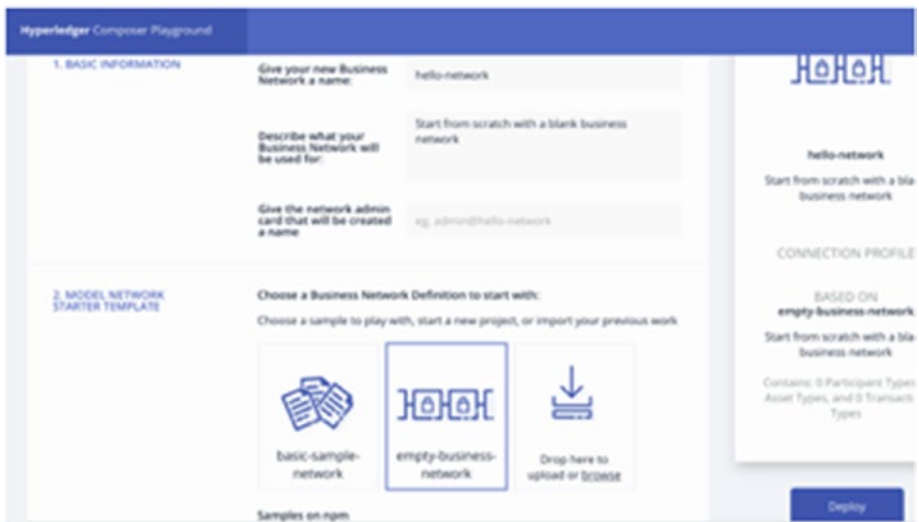 Hyperledger Composer Playground
1. BASIC INFORMATION
Give your new Business
Network a name:
hello-network
Describe what your
Business Network will
be used for:
Start from scratch with a blank business
network
Give the network admin
card that will be created
a name
eg. admin@hello-network
2. MODEL NETWORK
STARTER TEMPLATE
Choose a Business Network Definition to start with:
Choose a sample to play with, start a new project, or import your previous work
basic-sample-
network
empty-business-
network
Drop here to
upload or browse
Samples on npm
hello-network
Start from scratch with a bla
business network
CONNECTION PROFILE
BASED ON
empty-business-network
Start from scratch with a bla
business network
Contains: 0 Participant Type
Asset Types, and 0 Transacti
Types
Deploy